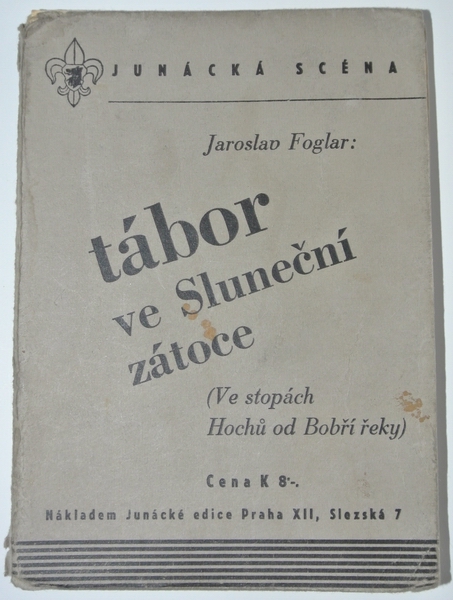 JUNÁCKÁ SCÉNA
Jaroslav Foglar:
tábor
ve Sluneční
zátoce
(Ve stopách
Hochů od Bobří řeky)
Cena K 8·-.
Nákladem Junácké edice Praha XII, Slezská 7